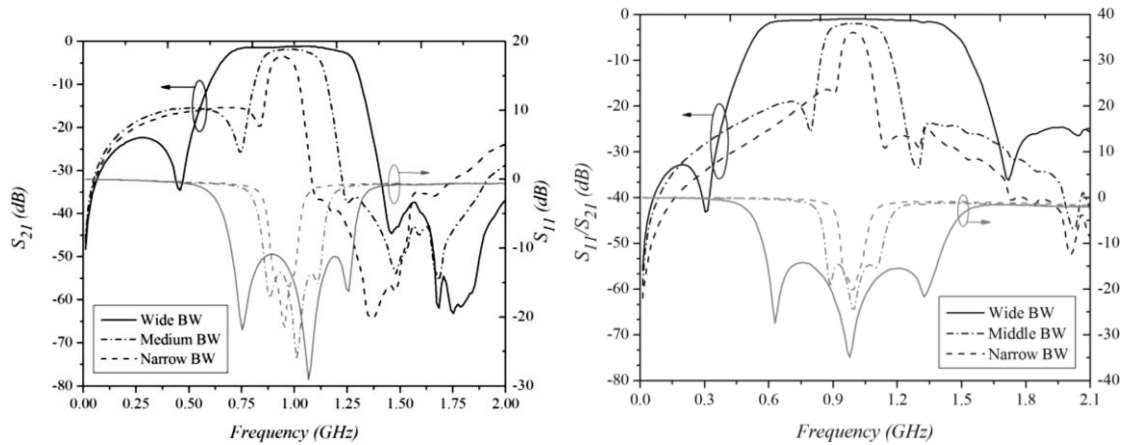 0
-10
-20
-30
-40
-50
-60
-70
-80
S21 (dB)
20
10
0
-10
-20
-30
S11 (dB)
0.00 0.25 0.50 0.75 1.00 1.25 1.50 1.75 2.00
Frequency (GHz)
Wide BW
Medium BW
Narrow BW
0
-10
-20
-30
-40
-50
-60
-70
-80
S11/S21 (dB)
40
30
20
10
0
-10
-20
-30
-40
0.0 0.3 0.6 0.9 1.2 1.5 1.8 2.1
Frequency (GHz)
Wide BW
Middle BW
Narrow BW